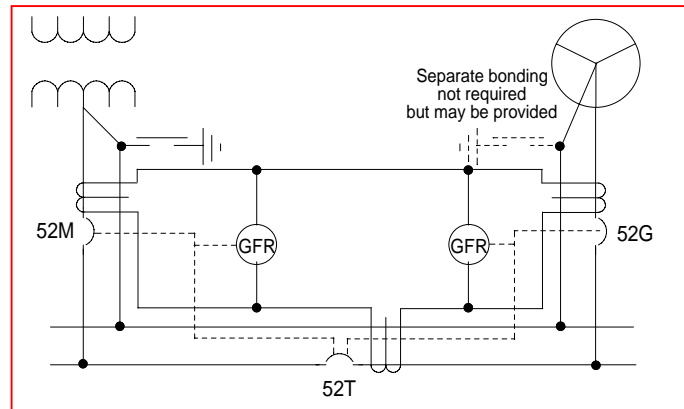 Separate bonding
not required
but may be provided
52M
GFR
GFR
52G
52T